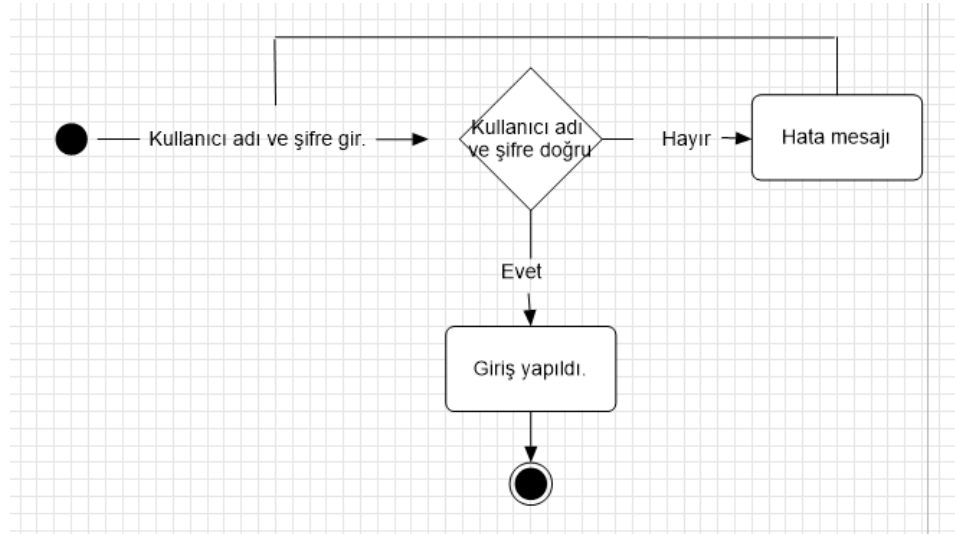 Kullanıcı adı ve şifre gir.
Kullanıcı adı
ve şifre doğru
Hayır
Hata mesajı
Evet
Giriş yapıldı.